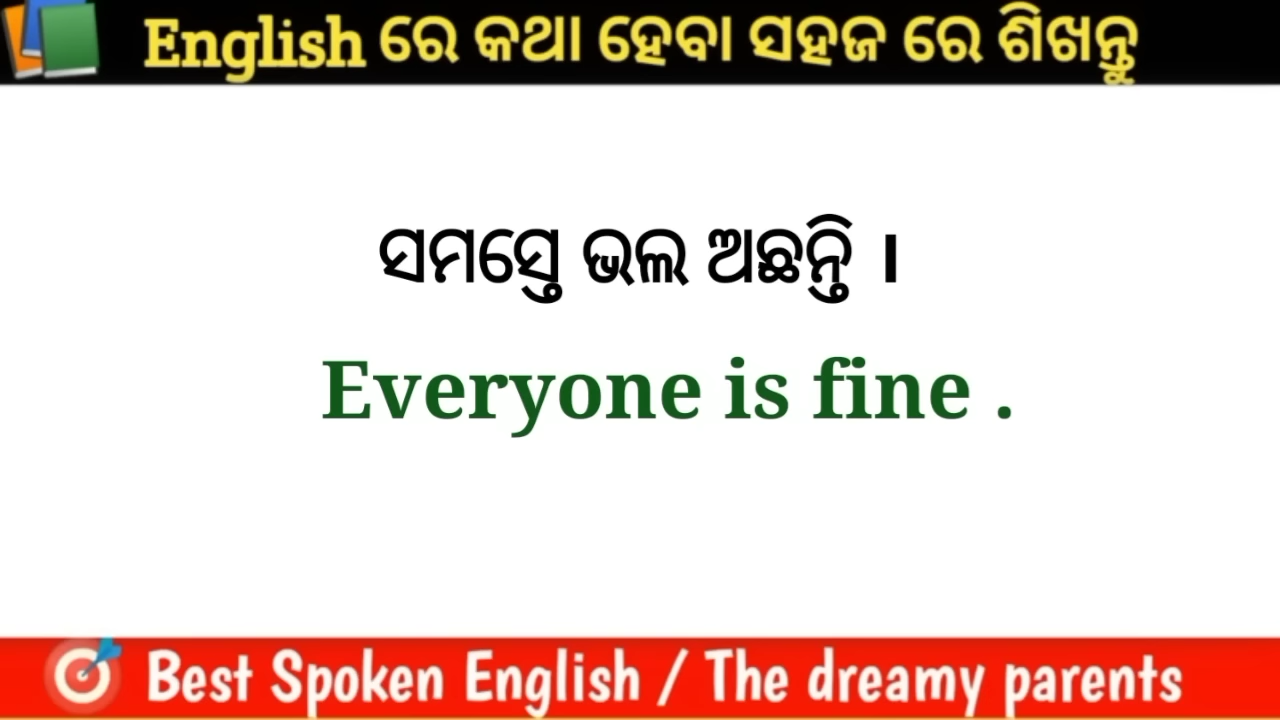 English ରେ କଥା ହେବା ସହଜ ରେ ଶିଖନ୍ତୁ
ସମସ୍ତେ ଭଲ ଅଛନ୍ତି ।
Everyone is fine .
Best Spoken English / The dreamy parents